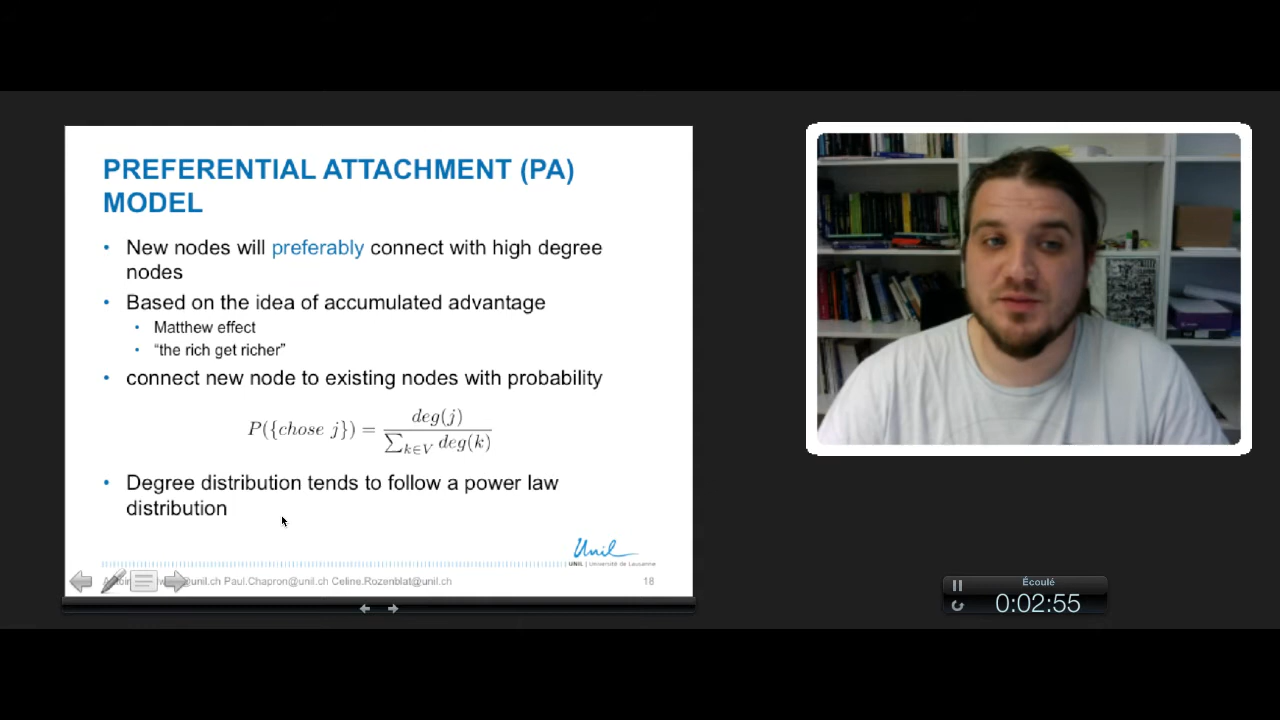 PREFERENTIAL ATTACHMENT (PA)
MODEL
• New nodes will preferably connect with high degree
nodes
• Based on the idea of accumulated advantage
• Matthew effect
• “the rich get richer”
• connect new node to existing nodes with probability
P({chose j}) = deg(j) / ∑k∈V deg(k)
• Degree distribution tends to follow a power law
distribution
Unil
UNIL | Université de Lausanne
@unil.ch Paul.Chapron@unil.ch Celine.Rozenblat@unil.ch
18
Écoulé
0:02:55